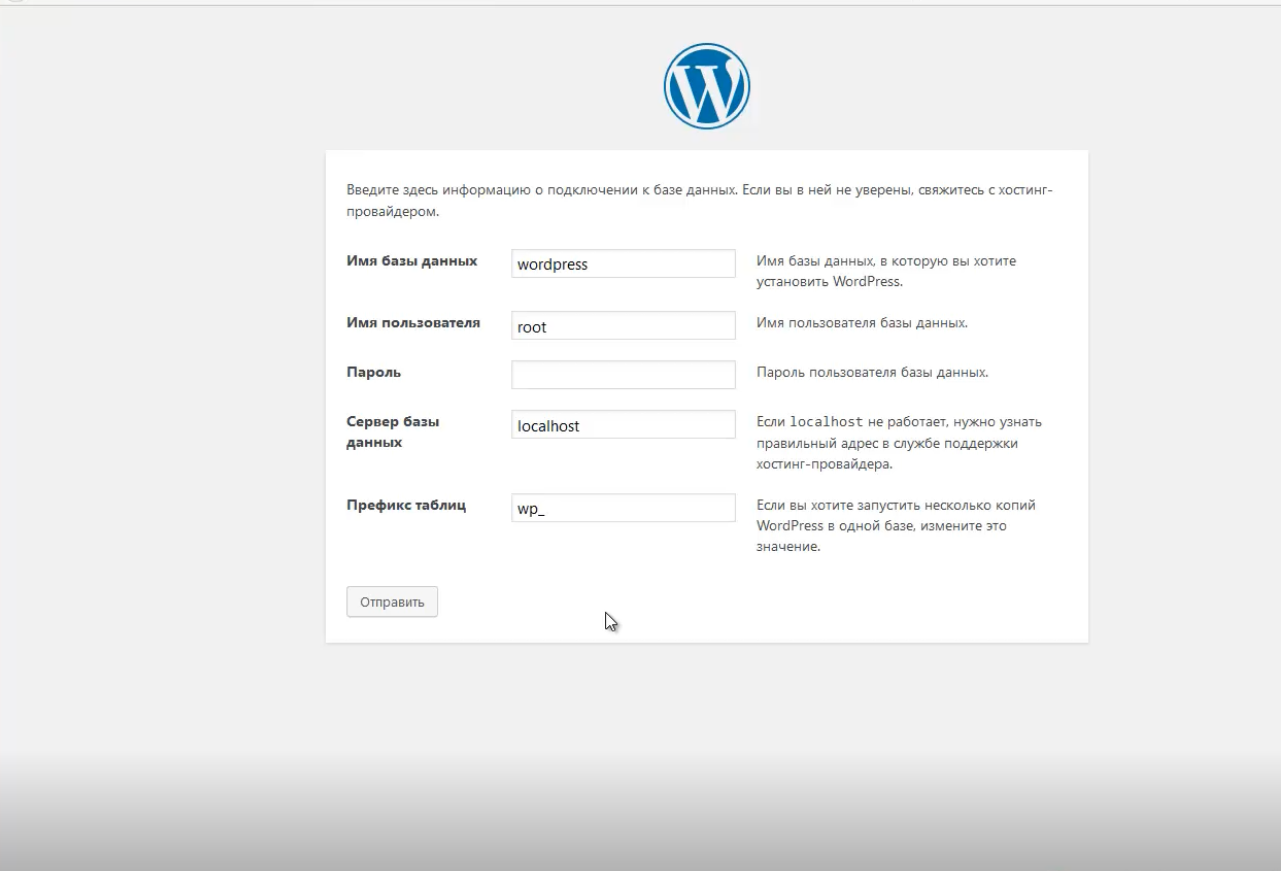 Введите здесь информацию о подключении к базе данных. Если вы в ней не уверены, свяжитесь с хостинг-
провайдером.
Имя базы данных
wordpress
Имя базы данных, в которую вы хотите
установить WordPress.
Имя пользователя
root
Имя пользователя базы данных.
Пароль
Пароль пользователя базы данных.
Сервер базы
данных
localhost
Если localhost не работает, нужно узнать
правильный адрес в службе поддержки
хостинг-провайдера.
Префикс таблиц
wp_
Если вы хотите запустить несколько копий
WordPress в одной базе, измените это
значение.
Отправить